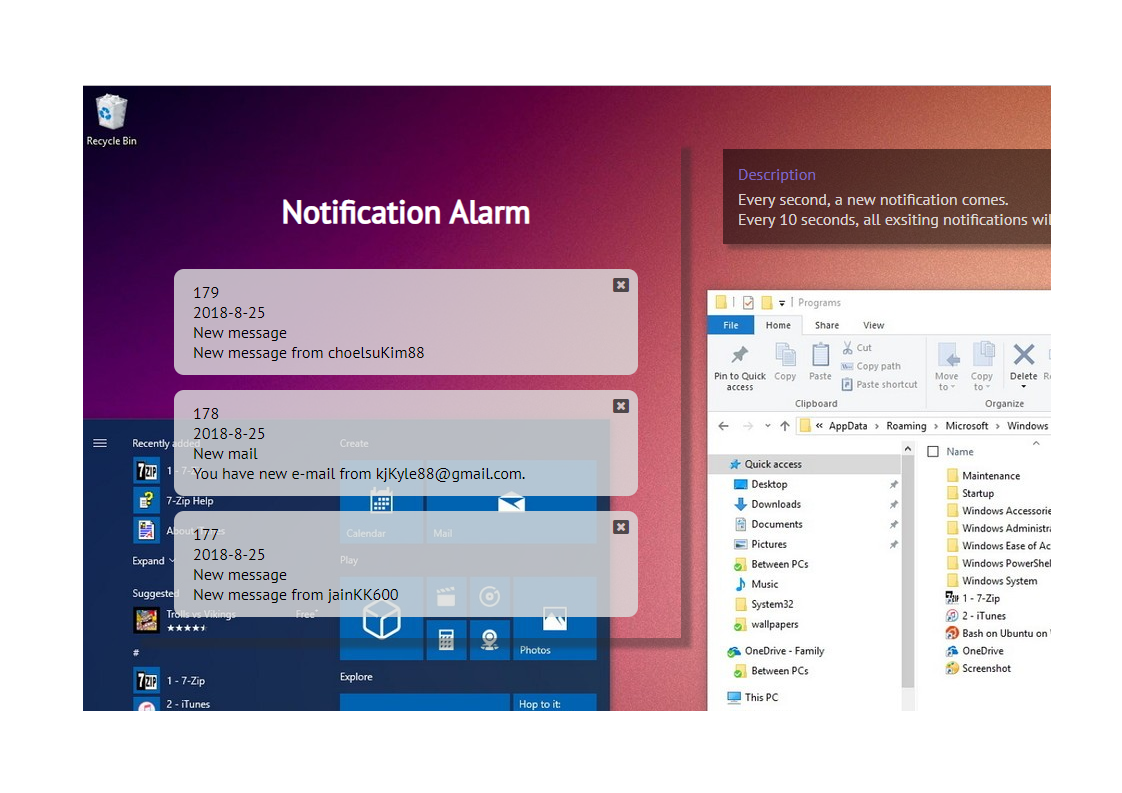 Recycle Bin
Notification Alarm
Description
Every second, a new notification comes.
Every 10 seconds, all exsiting notifications wil
179
2018-8-25
New message
New message from choelsuKim88
178
2018-8-25
New mail
You have new e-mail from kjKyle88@gmail.com.
177
2018-8-25
New message
New message from jainKK600
Recently added
1 - 7-
7-Zip Help
About
Expand
Suggested
Trolls vs Vikings
Free*
#
1 - 7-Zip
2 - iTunes
Create
Calendar
Mail
Play
Photos
Explore
Hop to it:
Programs
File Home Share View
Pin to Quick access
Copy
Paste
Cut
Copy path
Paste shortcut
Clipboard
Move to
Copy to
Delete
Organize
« AppData > Roaming > Microsoft > Windows
Quick access
Desktop
Downloads
Documents
Pictures
Between PCs
Music
System32
wallpapers
OneDrive - Family
Between PCs
This PC
Name
Maintenance
Startup
Windows Accessorie
Windows Administra
Windows Ease of Ac
Windows PowerShel
Windows System
1 - 7-Zip
2 - iTunes
Bash on Ubuntu on
OneDrive
Screenshot